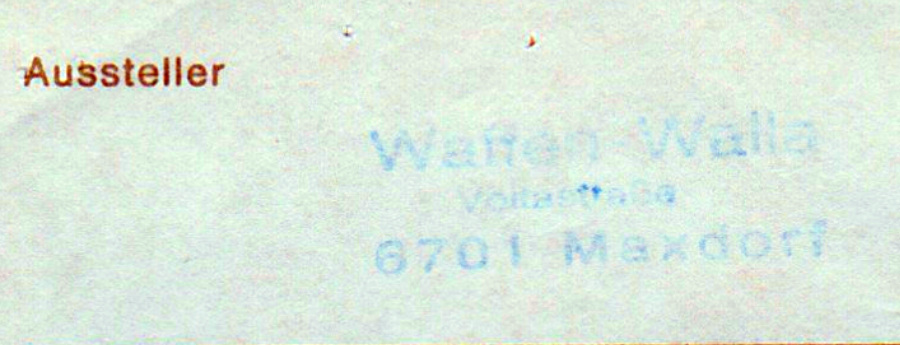 Aussteller
Waffen-Walla
Voltastraße
6701 Maxdorf